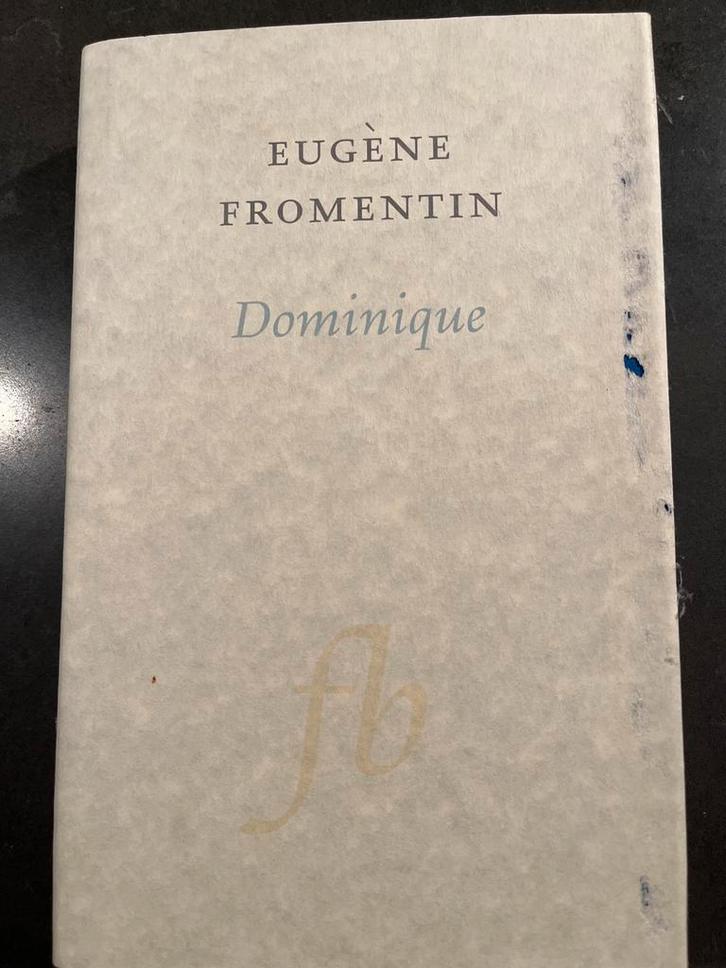 EUGÈNE
FROMENTIN
Dominique
fb